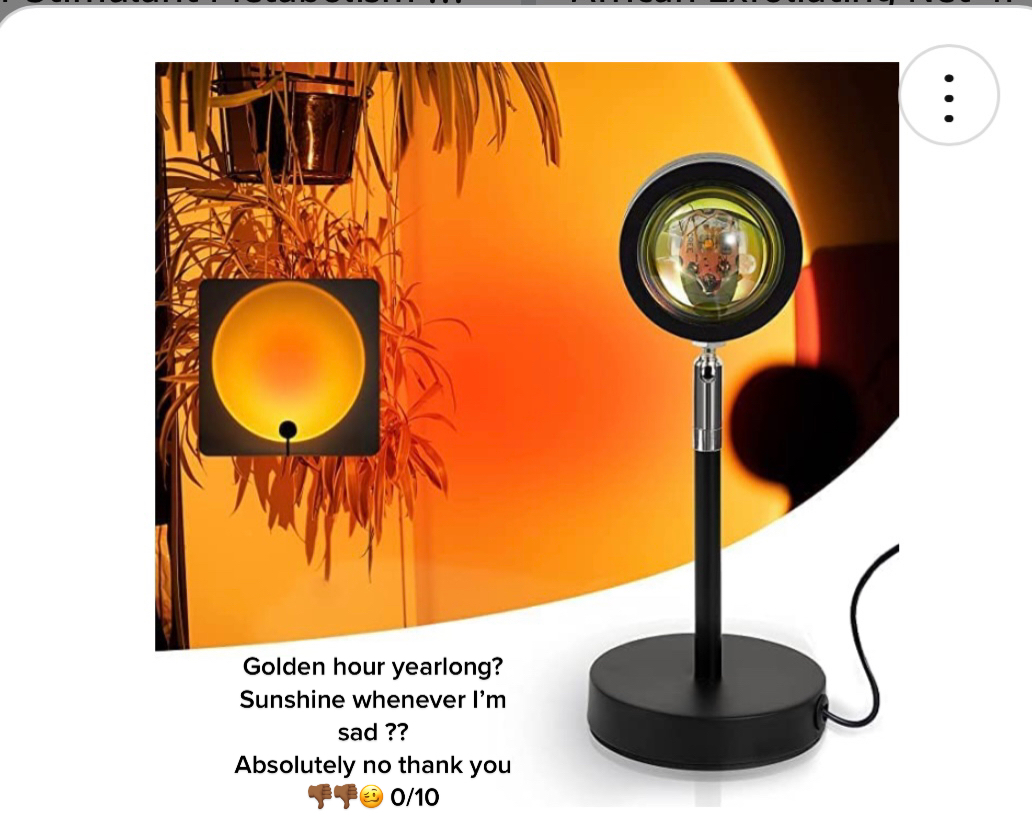 Golden hour yearlong?
Sunshine whenever I'm
sad ??
Absolutely no thank you
👎🏾👎🏾🥴 0/10